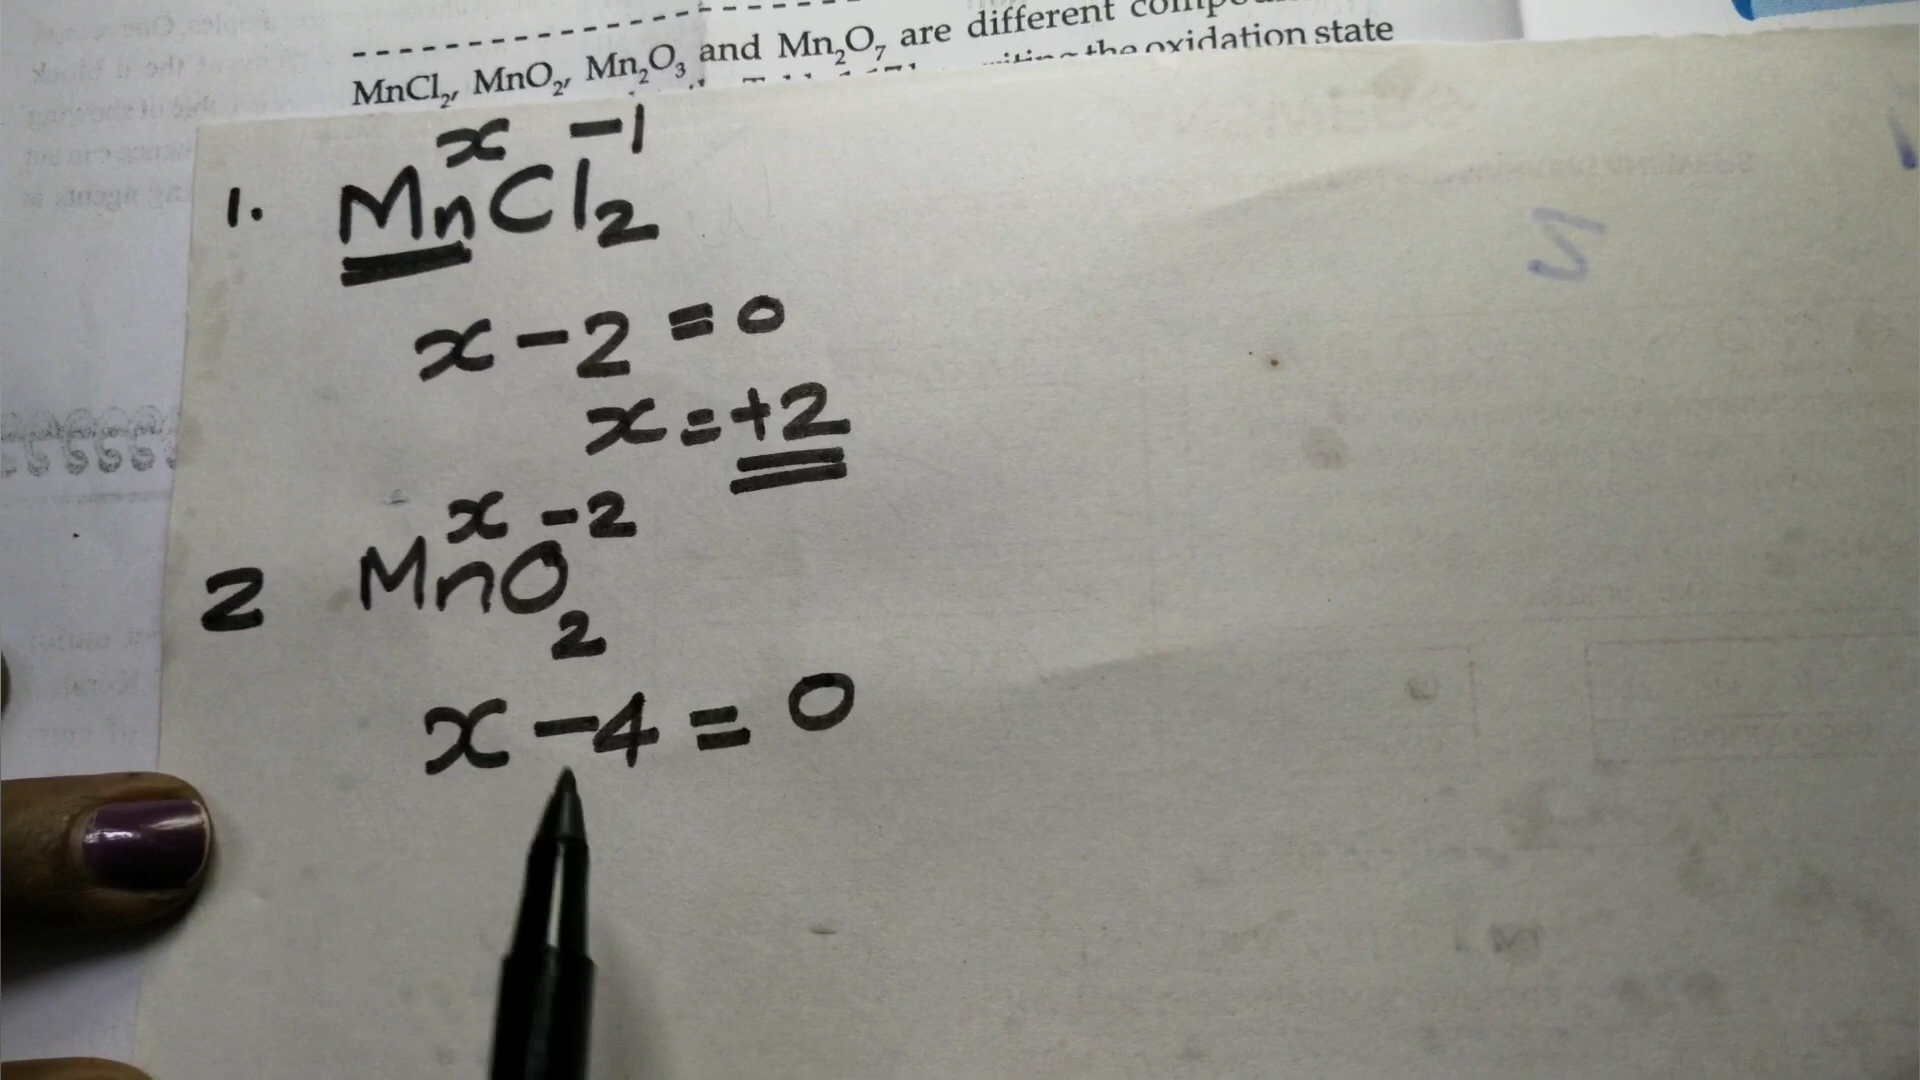 MnCl₂, MnO₂, Mn₂O₃ and Mn₂O₇ are different
the oxidation state
x -1
1. MnCl₂
x - 2 = 0
x = +2
x -2
2 MnO₂
x - 4 = 0